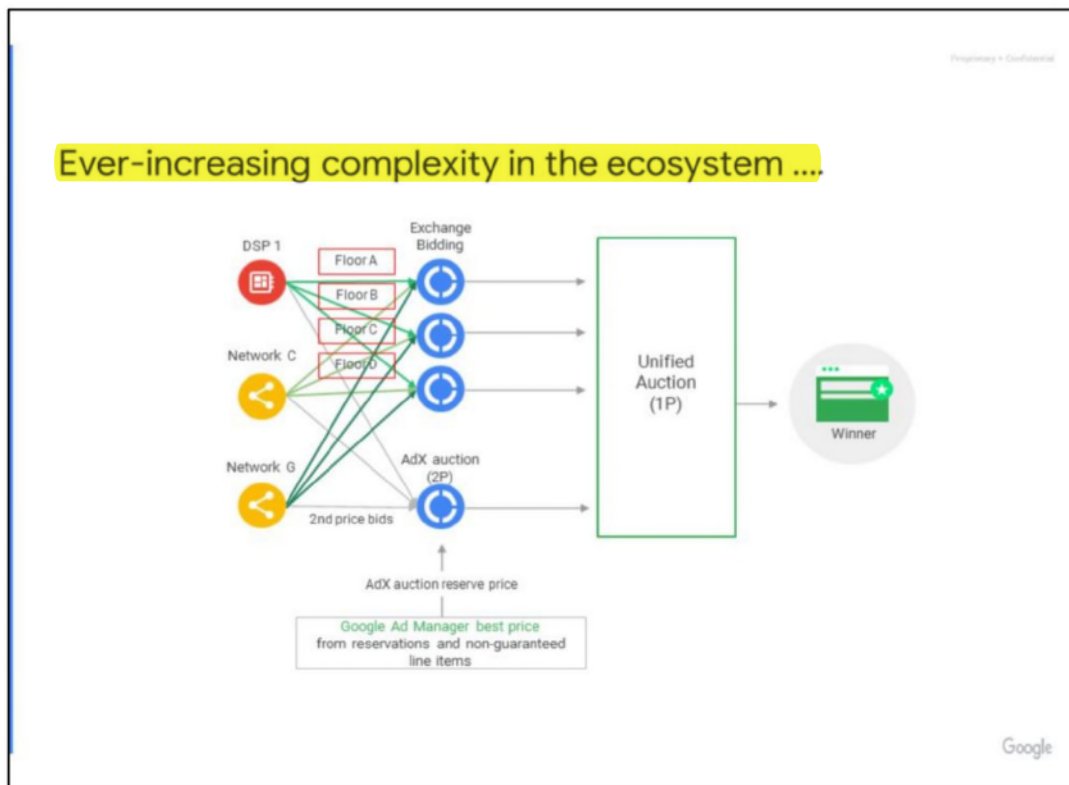 Proprietary + Confidential
Ever-increasing complexity in the ecosystem ....
Exchange
Bidding
DSP 1
Floor A
Floor B
Floor C
Floor D
Network C
Network G
AdX auction
(2P)
2nd price bids
AdX auction reserve price
Google Ad Manager best price
from reservations and non-guaranteed
line items
Unified
Auction
(1P)
Winner
Google